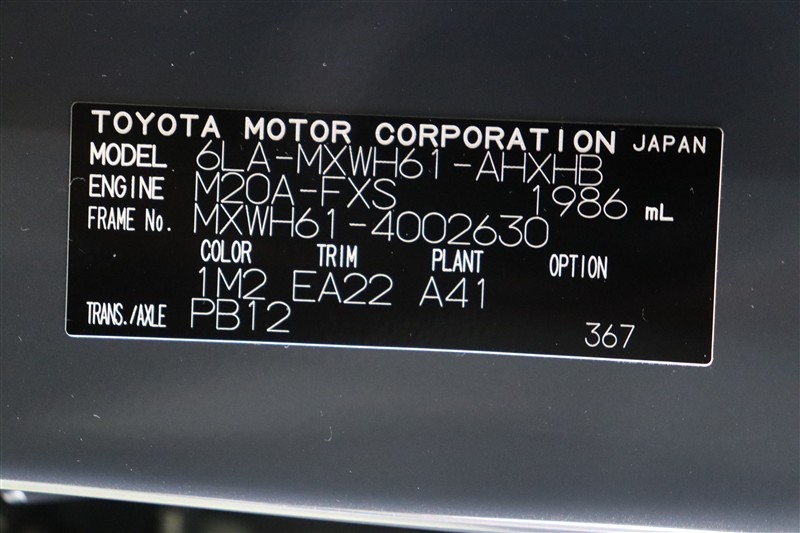 TOYOTA MOTOR CORPORATION JAPAN
MODEL 6LA-MXWH61-AHXHB
ENGINE M20A-FXS 1986 mL
FRAME No. MXWH61-4002630
COLOR TRIM PLANT OPTION
1M2 EA22 A41
TRANS./AXLE PB12 367